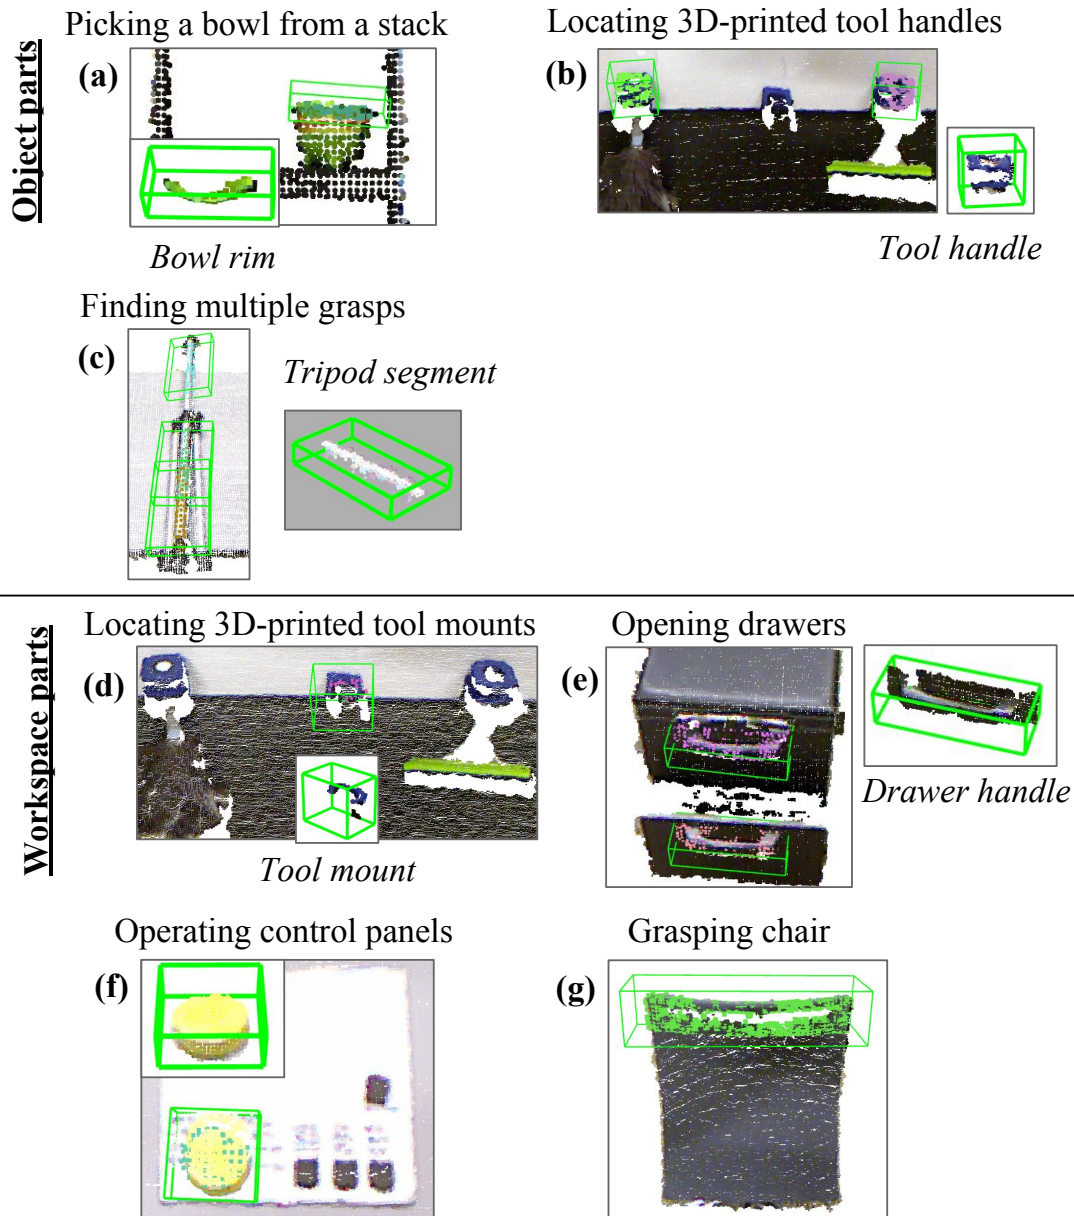 Object parts
Picking a bowl from a stack
(a)
Bowl rim
Locating 3D-printed tool handles
(b)
Tool handle
Finding multiple grasps
(c)
Tripod segment
Workspace parts
Locating 3D-printed tool mounts
(d)
Tool mount
Opening drawers
(e)
Drawer handle
Operating control panels
(f)
Grasping chair
(g)